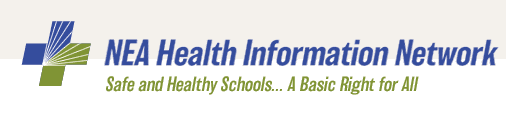 NEA Health Information Network
Safe and Healthy Schools... A Basic Right for All